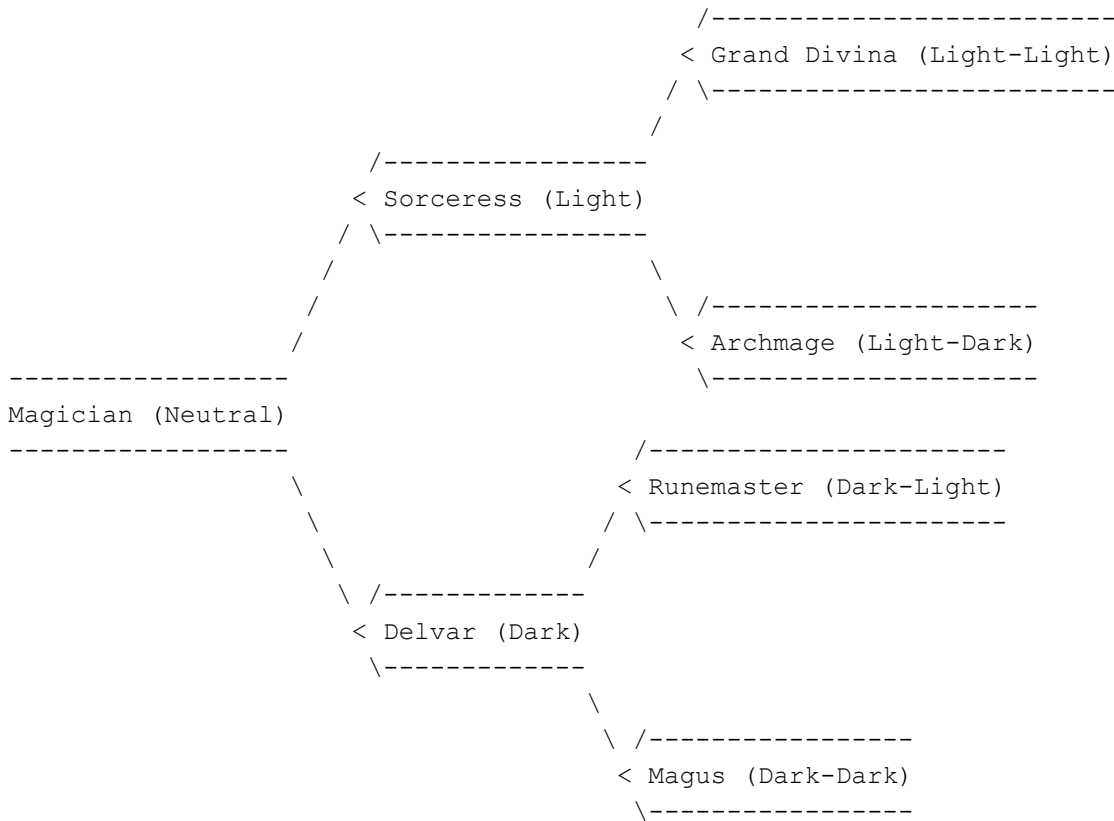 Grand Divina (Light-Light)
Sorceress (Light)
Archmage (Light-Dark)
Magician (Neutral)
Runemaster (Dark-Light)
Delvar (Dark)
Magus (Dark-Dark)